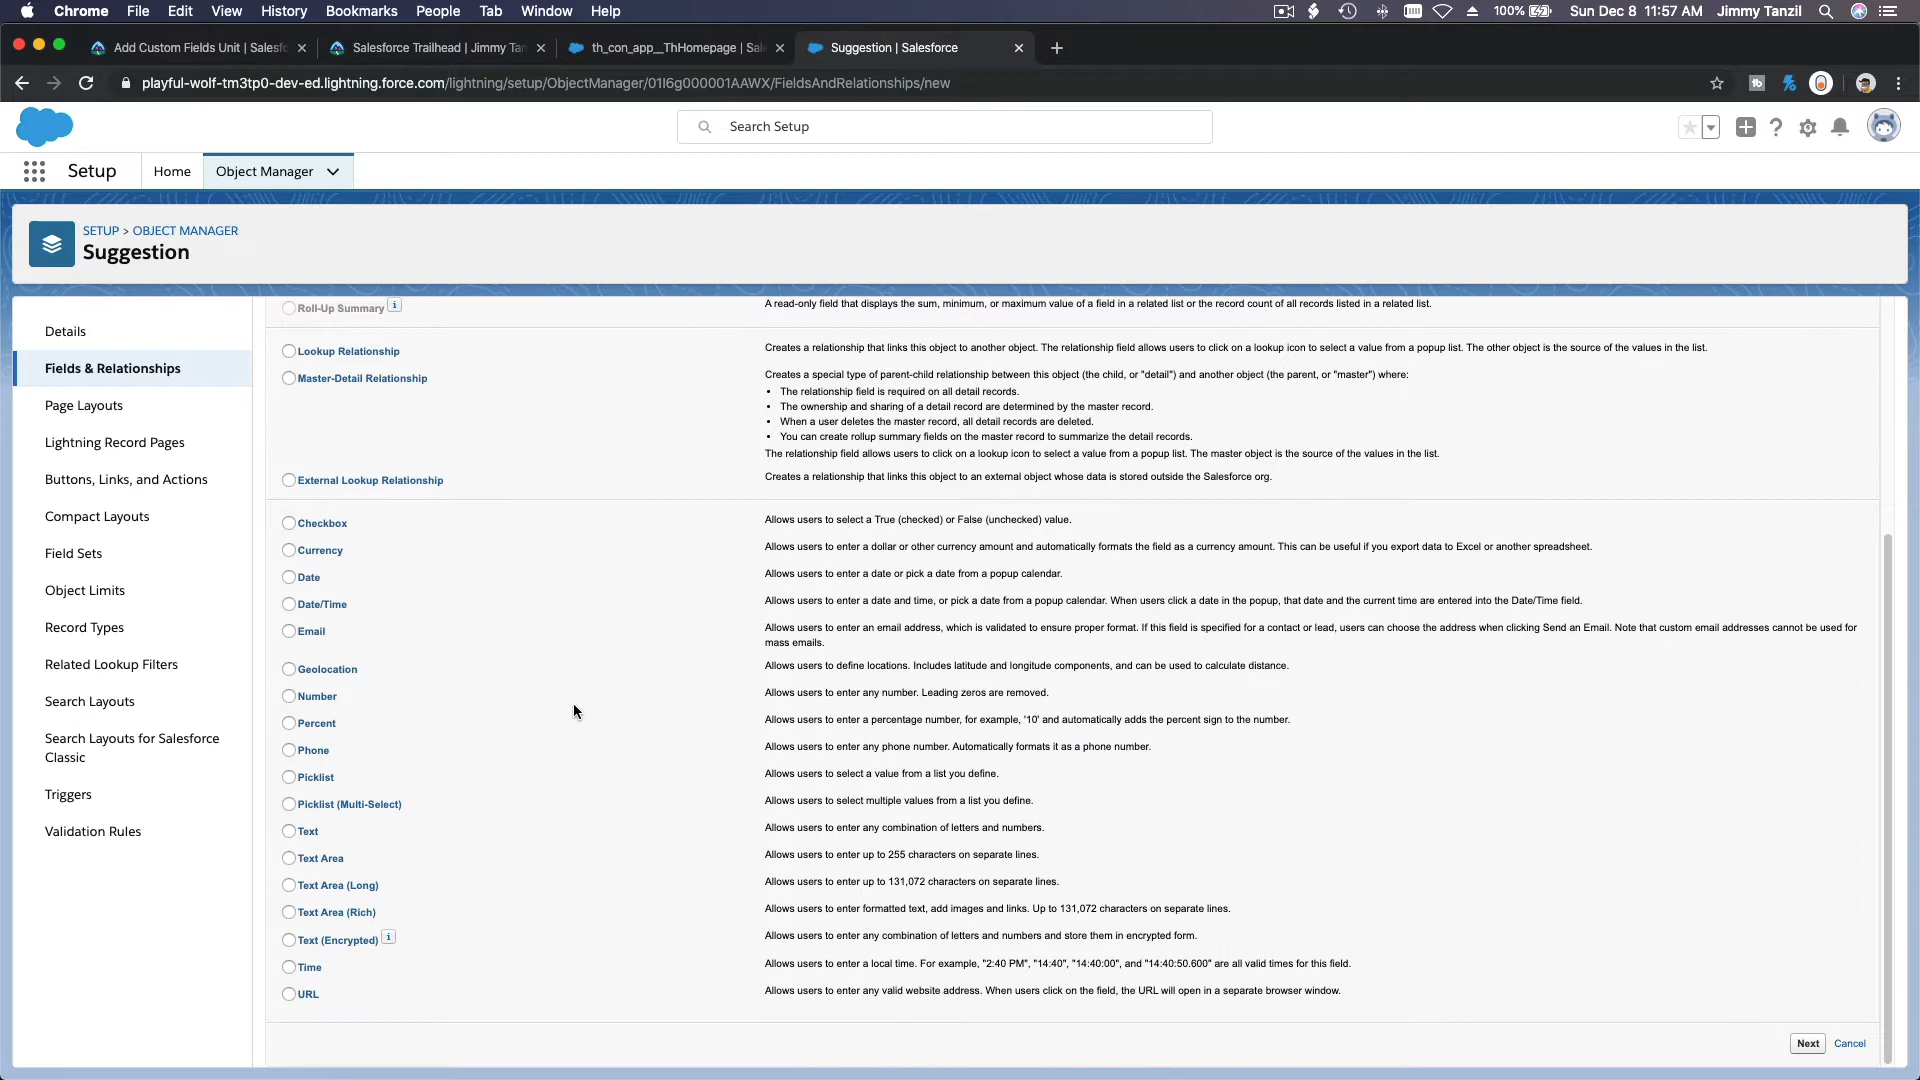 Chrome File Edit View History Bookmarks People Tab Window Help
100% Sun Dec 8 11:57 AM Jimmy Tanzil
Add Custom Fields Unit | Salesf
Salesforce Trailhead | Jimmy Tan
th_con_app__ThHomepage | Sal
Suggestion | Salesforce
playful-wolf-tm3tp0-dev-ed.lightning.force.com/lightning/setup/ObjectManager/01I6g000001AAWX/FieldsAndRelationships/new
Search Setup
Setup
Home
Object Manager
SETUP > OBJECT MANAGER
Suggestion
Details
Fields & Relationships
Page Layouts
Lightning Record Pages
Buttons, Links, and Actions
Compact Layouts
Field Sets
Object Limits
Record Types
Related Lookup Filters
Search Layouts
Search Layouts for Salesforce
Classic
Triggers
Validation Rules
Roll-Up Summary i
A read-only field that displays the sum, minimum, or maximum value of a field in a related list or the record count of all records listed in a related list.
Lookup Relationship
Creates a relationship that links this object to another object. The relationship field allows users to click on a lookup icon to select a value from a popup list. The other object is the source of the values in the list.
Master-Detail Relationship
Creates a special type of parent-child relationship between this object (the child, or "detail") and another object (the parent, or "master") where:
• The relationship field is required on all detail records.
• The ownership and sharing of a detail record are determined by the master record.
• When a user deletes the master record, all detail records are deleted.
• You can create rollup summary fields on the master record to summarize the detail records.
The relationship field allows users to click on a lookup icon to select a value from a popup list. The master object is the source of the values in the list.
External Lookup Relationship
Creates a relationship that links this object to an external object whose data is stored outside the Salesforce org.
Checkbox
Allows users to select a True (checked) or False (unchecked) value.
Currency
Allows users to enter a dollar or other currency amount and automatically formats the field as a currency amount. This can be useful if you export data to Excel or another spreadsheet.
Date
Allows users to enter a date or pick a date from a popup calendar.
Date/Time
Allows users to enter a date and time, or pick a date from a popup calendar. When users click a date in the popup, that date and the current time are entered into the Date/Time field.
Email
Allows users to enter an email address, which is validated to ensure proper format. If this field is specified for a contact or lead, users can choose the address when clicking Send an Email. Note that custom email addresses cannot be used for
mass emails.
Geolocation
Allows users to define locations. Includes latitude and longitude components, and can be used to calculate distance.
Number
Allows users to enter any number. Leading zeros are removed.
Percent
Allows users to enter a percentage number, for example, '10' and automatically adds the percent sign to the number.
Phone
Allows users to enter any phone number. Automatically formats it as a phone number.
Picklist
Allows users to select a value from a list you define.
Picklist (Multi-Select)
Allows users to select multiple values from a list you define.
Text
Allows users to enter any combination of letters and numbers.
Text Area
Allows users to enter up to 255 characters on separate lines.
Text Area (Long)
Allows users to enter up to 131,072 characters on separate lines.
Text Area (Rich)
Allows users to enter formatted text, add images and links. Up to 131,072 characters on separate lines.
Text (Encrypted) i
Allows users to enter any combination of letters and numbers and store them in encrypted form.
Time
Allows users to enter a local time. For example, "2:40 PM", "14:40", "14:40:00", and "14:40:50.600" are all valid times for this field.
URL
Allows users to enter any valid website address. When users click on the field, the URL will open in a separate browser window.
Next Cancel